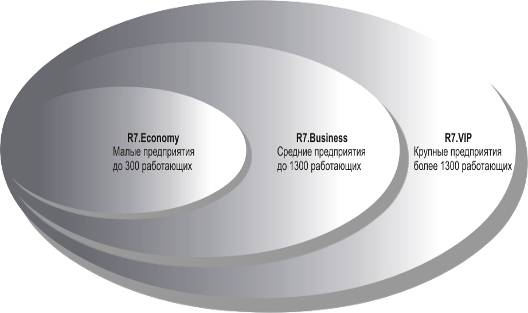 R7.Economy
Малые предприятия
до 300 работающих
R7.Business
Средние предприятия
до 1300 работающих
R7.VIP
Крупные предприятия
более 1300 работающих